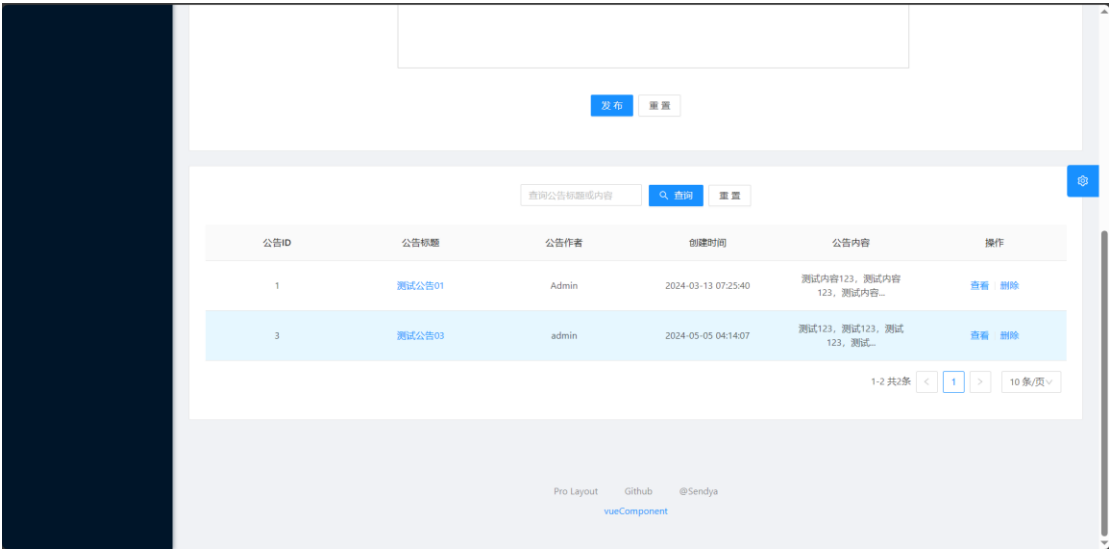 发 布 重 置
查询公告标题或内容 查询 重 置
公告ID 公告标题 公告作者 创建时间 公告内容 操作
1 测试公告01 Admin 2024-03-13 07:25:40 测试内容123，测试内容 查看 删除
123，测试内容...
3 测试公告03 admin 2024-05-05 04:14:07 测试123，测试123，测试 查看 删除
123，测试...
1-2 共2条 < 1 > 10 条/页
Pro Layout Github @Sendya
vueComponent